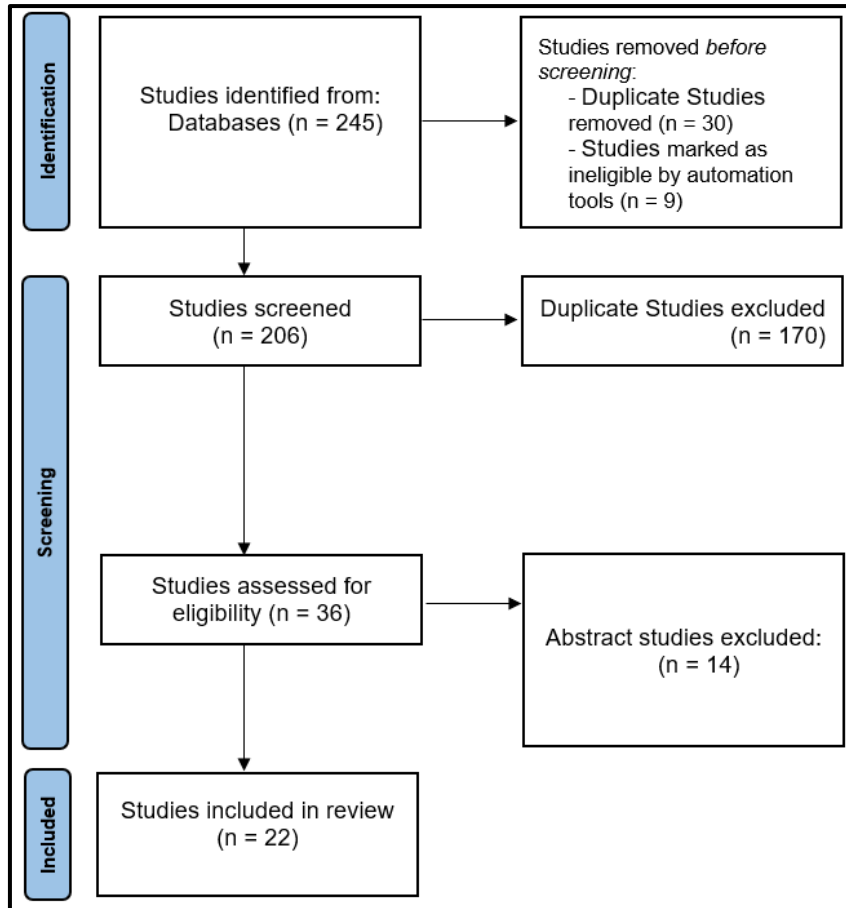 Identification
Studies identified from:
Databases (n = 245)
Studies removed before
screening:
- Duplicate Studies
removed (n = 30)
- Studies marked as
ineligible by automation
tools (n = 9)
Screening
Studies screened
(n = 206)
Duplicate Studies excluded
(n = 170)
Studies assessed for
eligibility (n = 36)
Abstract studies excluded:
(n = 14)
Included
Studies included in review
(n = 22)